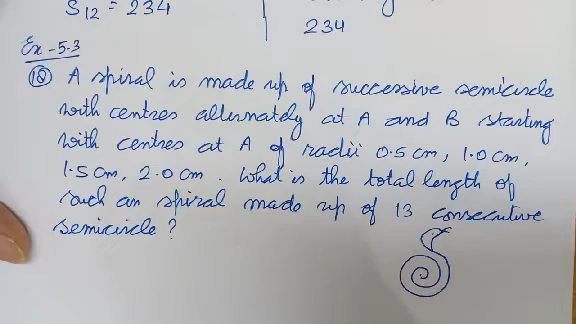 S12 = 234
234
Ex - 5.3
18 A spiral is made up of successive semicircle
with centres alternately at A and B starting
with centres at A of radii 0.5 cm, 1.0 cm,
1.5 cm, 2.0 cm. What is the total length of
such an spiral made up of 13 consecutive
semicircle?